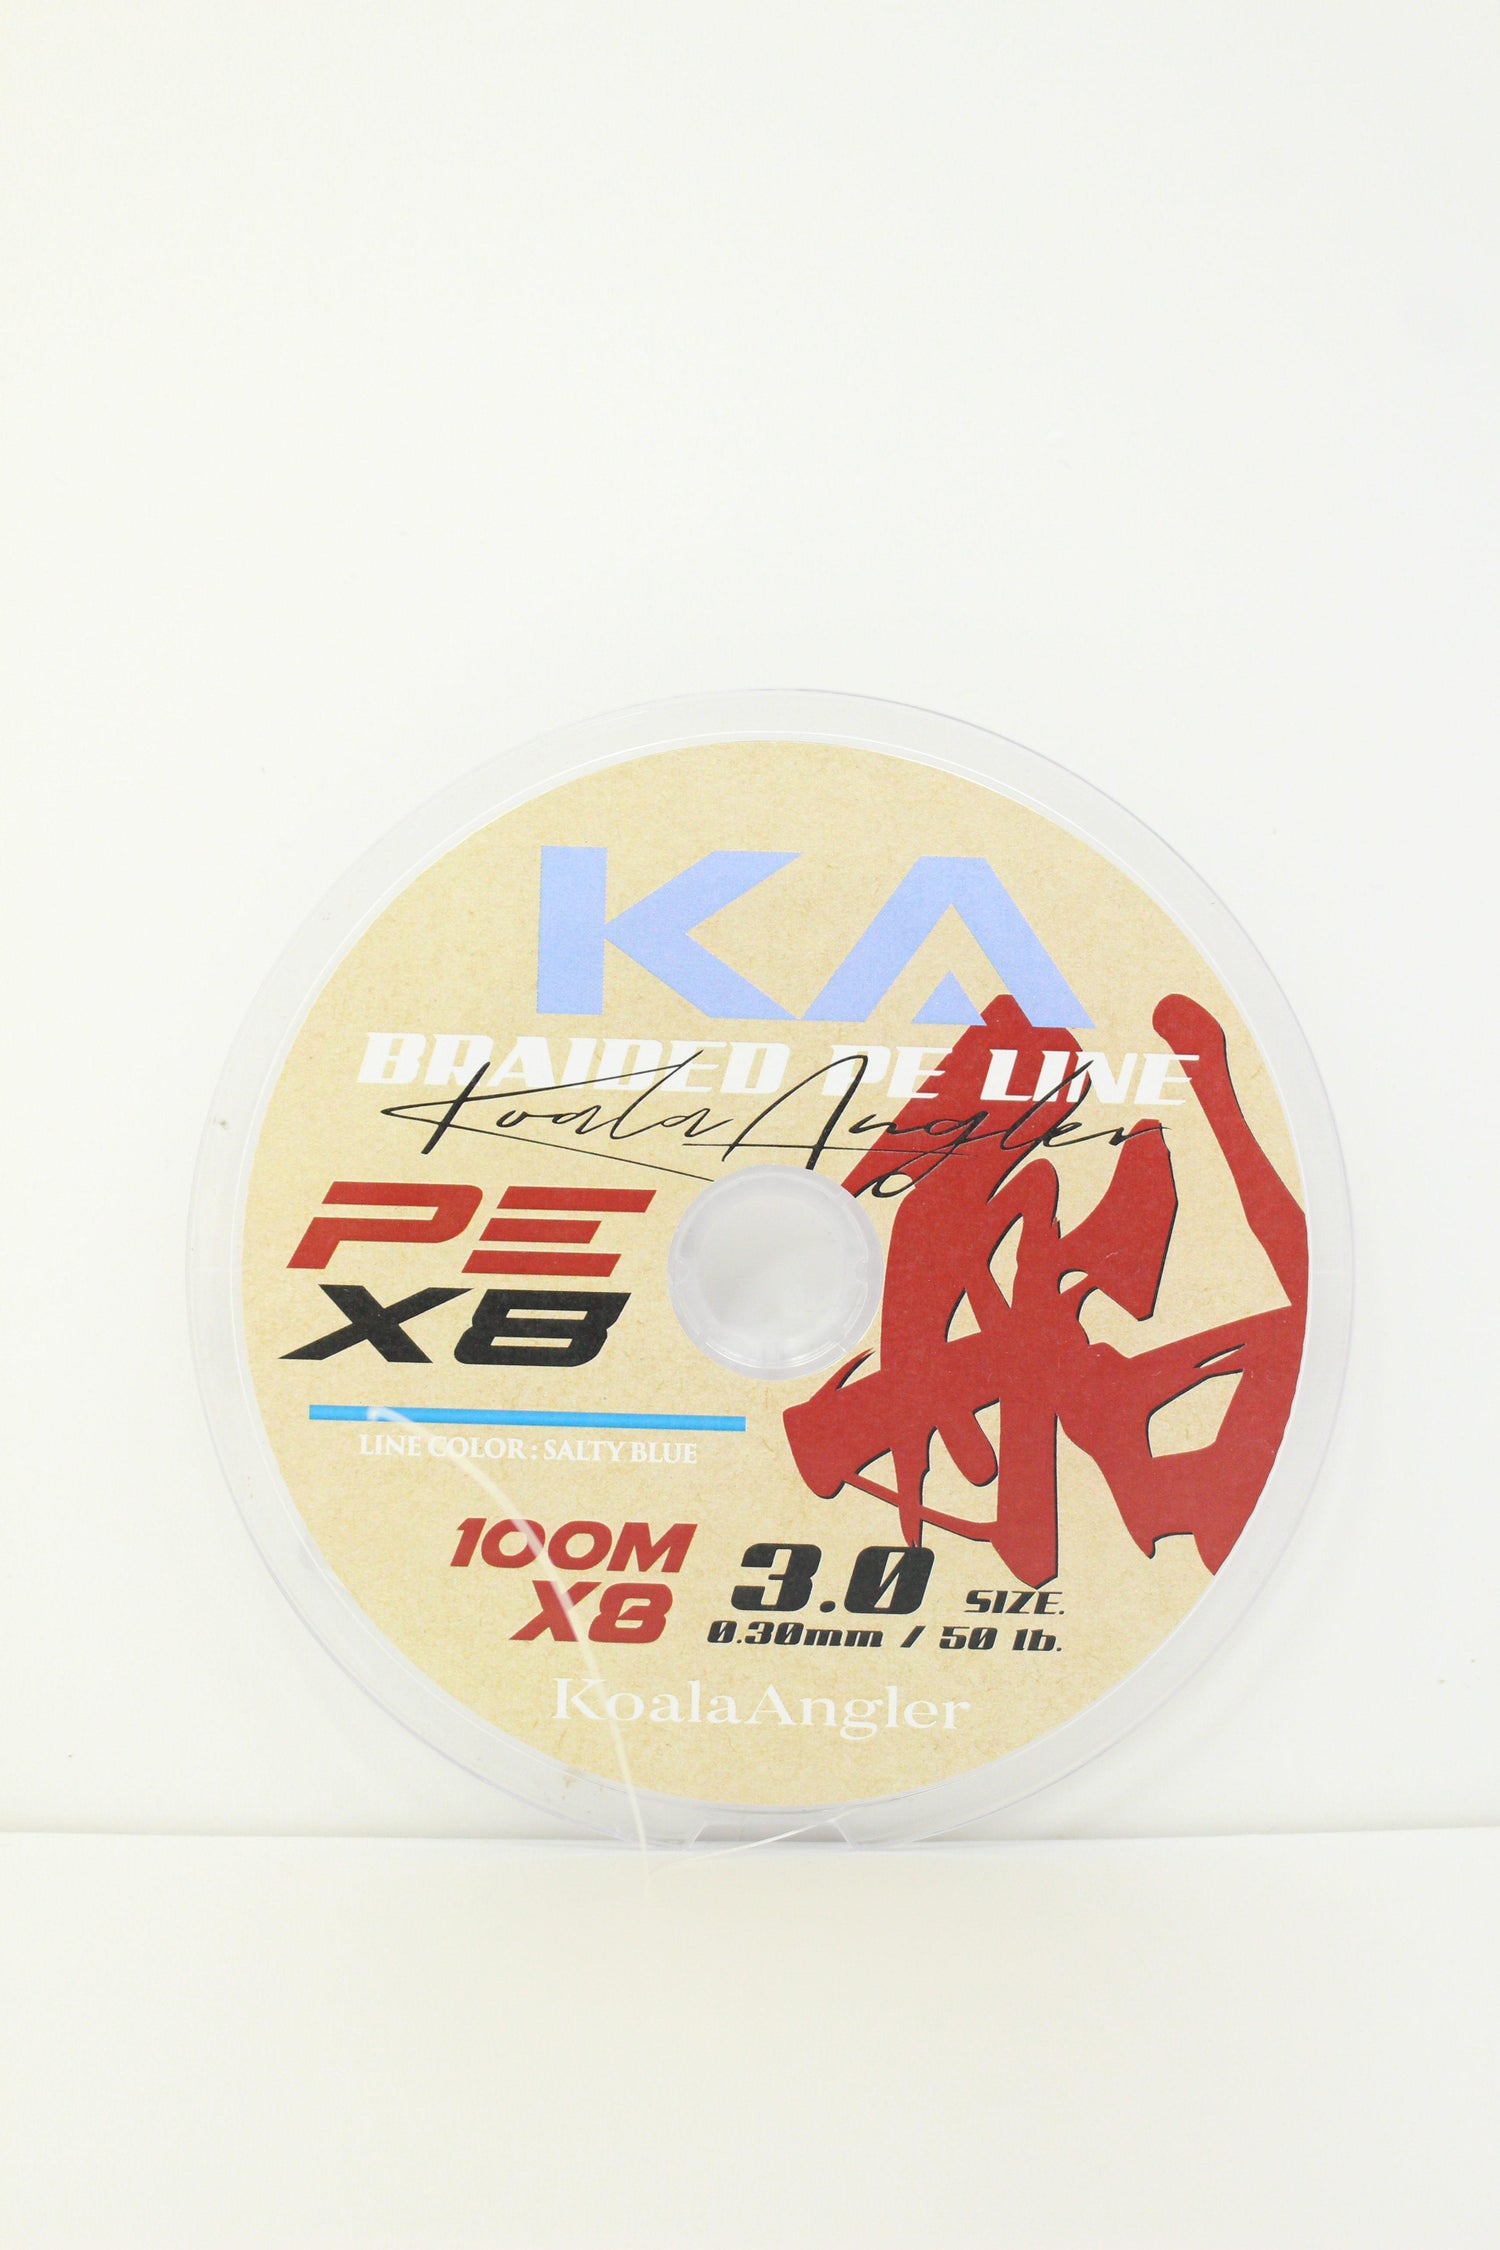 KA
BRAIDED PE LINE
KoalaAngler
PE
X8
LINE COLOR : SALTY BLUE
100M
X8
3.0 SIZE.
0.30mm / 50 lb.
KoalaAngler